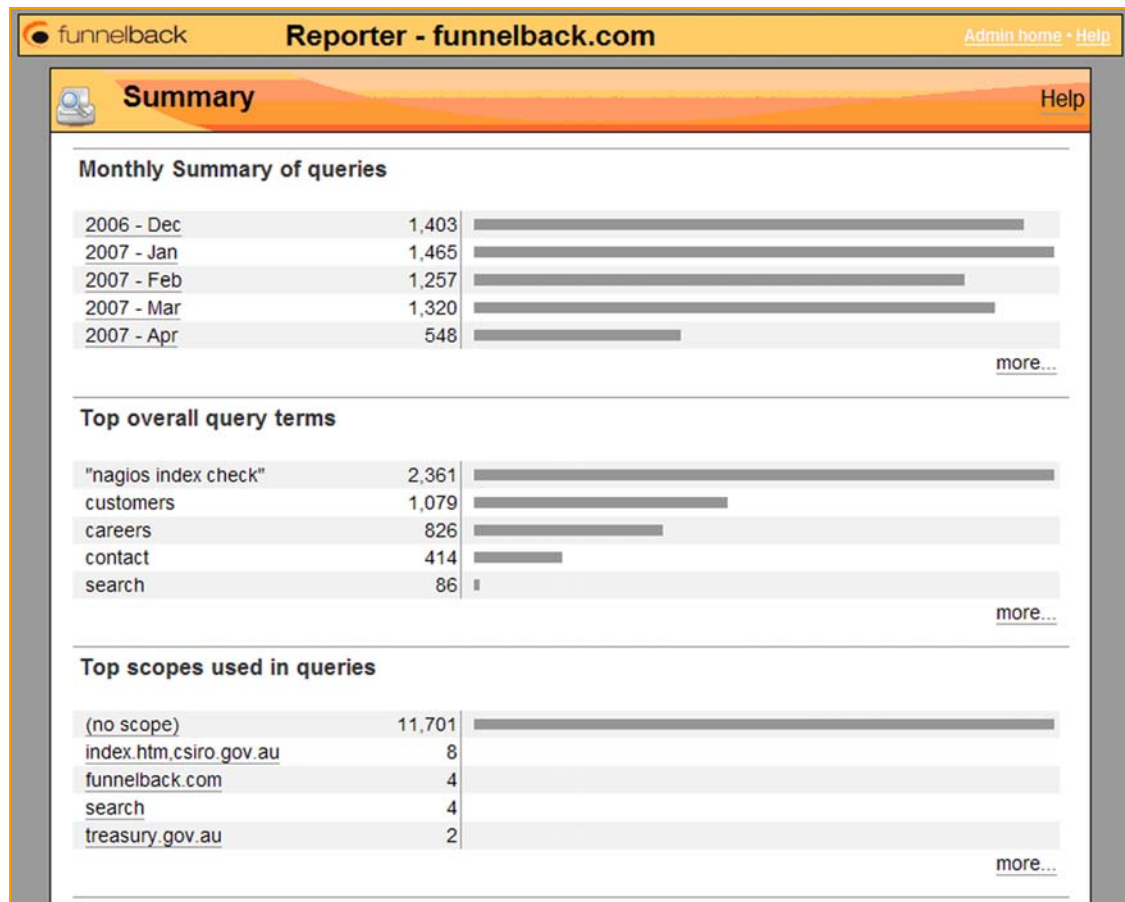 funnelback Reporter - funnelback.com Admin home • Help
Summary Help
Monthly Summary of queries
2006 - Dec 1,403
2007 - Jan 1,465
2007 - Feb 1,257
2007 - Mar 1,320
2007 - Apr 548
more...
Top overall query terms
"nagios index check" 2,361
customers 1,079
careers 826
contact 414
search 86
more...
Top scopes used in queries
(no scope) 11,701
index.htm,csiro.gov.au 8
funnelback.com 4
search 4
treasury.gov.au 2
more...